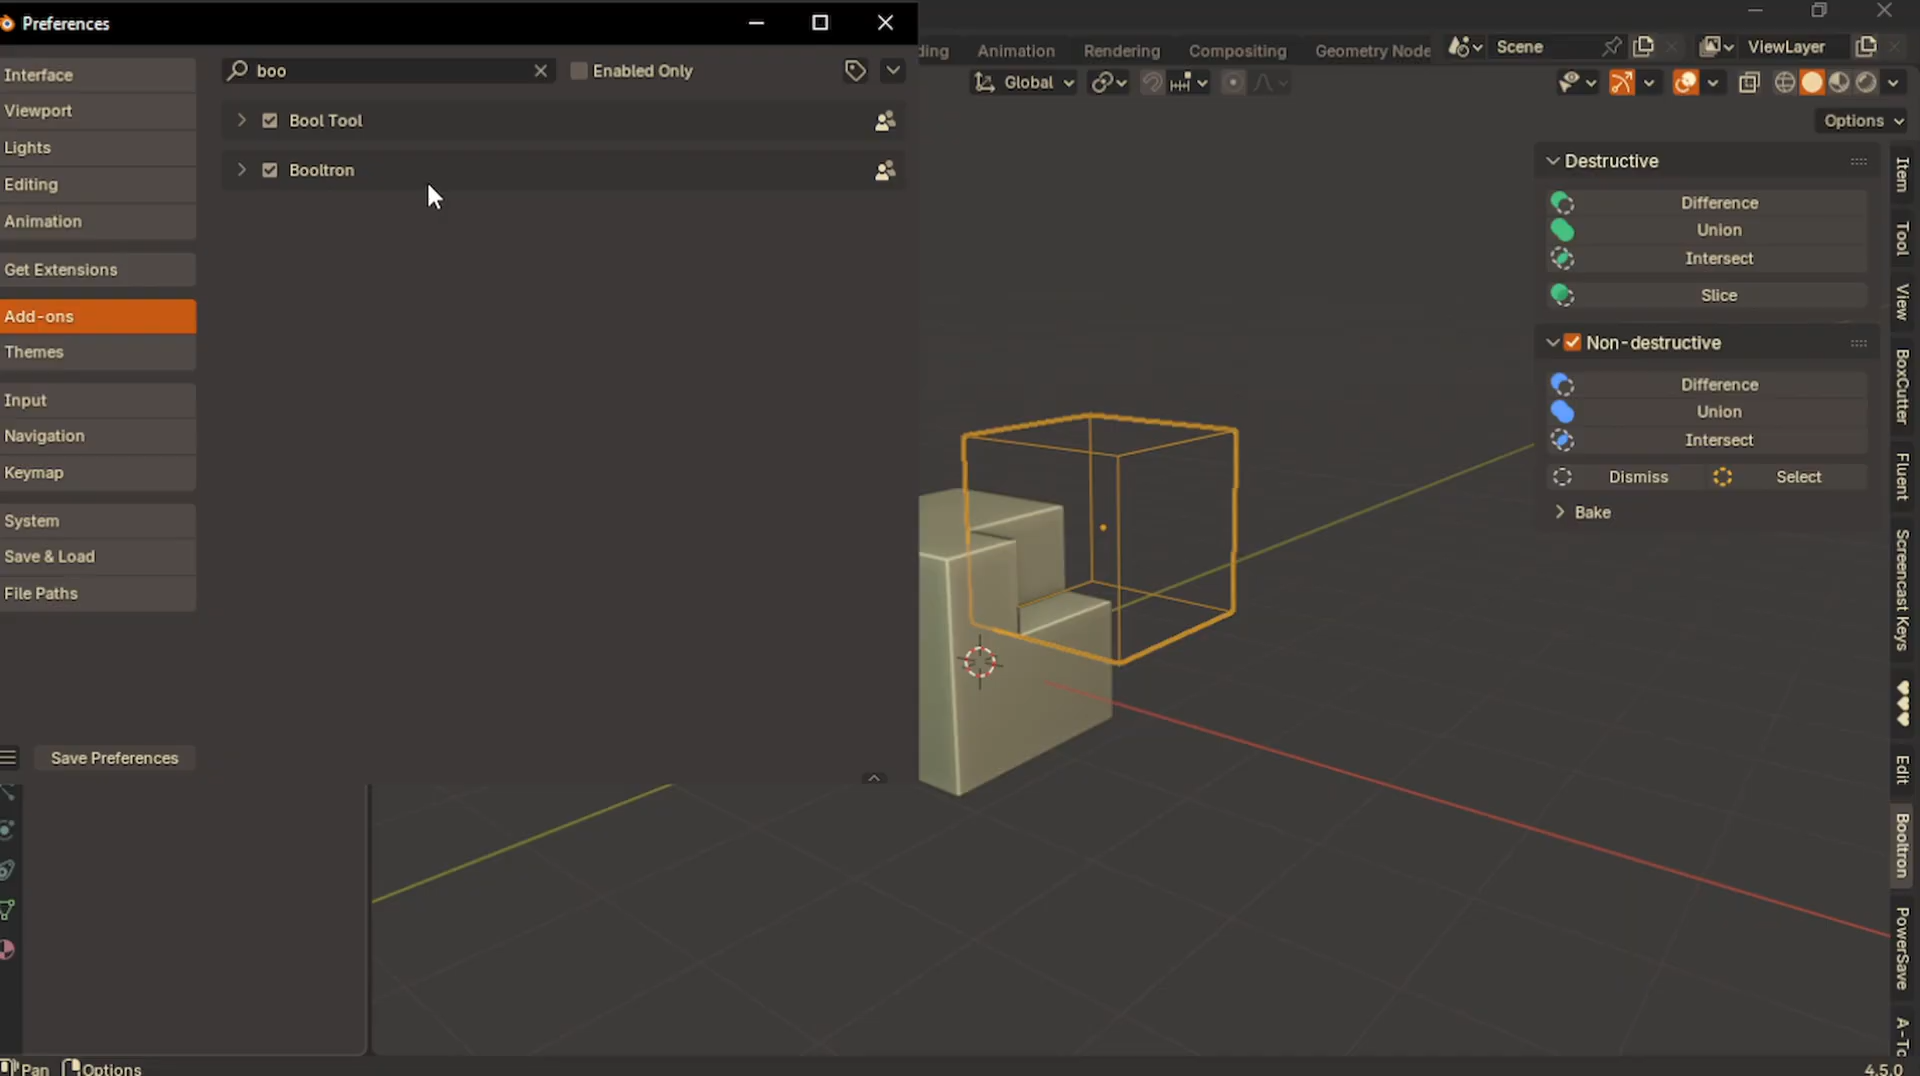 Preferences
Interface
Viewport
Lights
Editing
Animation
Get Extensions
Add-ons
Themes
Input
Navigation
Keymap
System
Save & Load
File Paths
Save Preferences
boo
Enabled Only
Bool Tool
Booltron
ding Animation Rendering Compositing Geometry Node
Scene
ViewLayer
Global
Options
Destructive
Difference
Union
Intersect
Slice
Non-destructive
Difference
Union
Intersect
Dismiss Select
Bake
Item
Tool
View
BoxCutter
Fluent
Screencast Keys
♥♥♥
Edit
Booltron
PowerSave
A-Tc
Pan Options
4.5.0